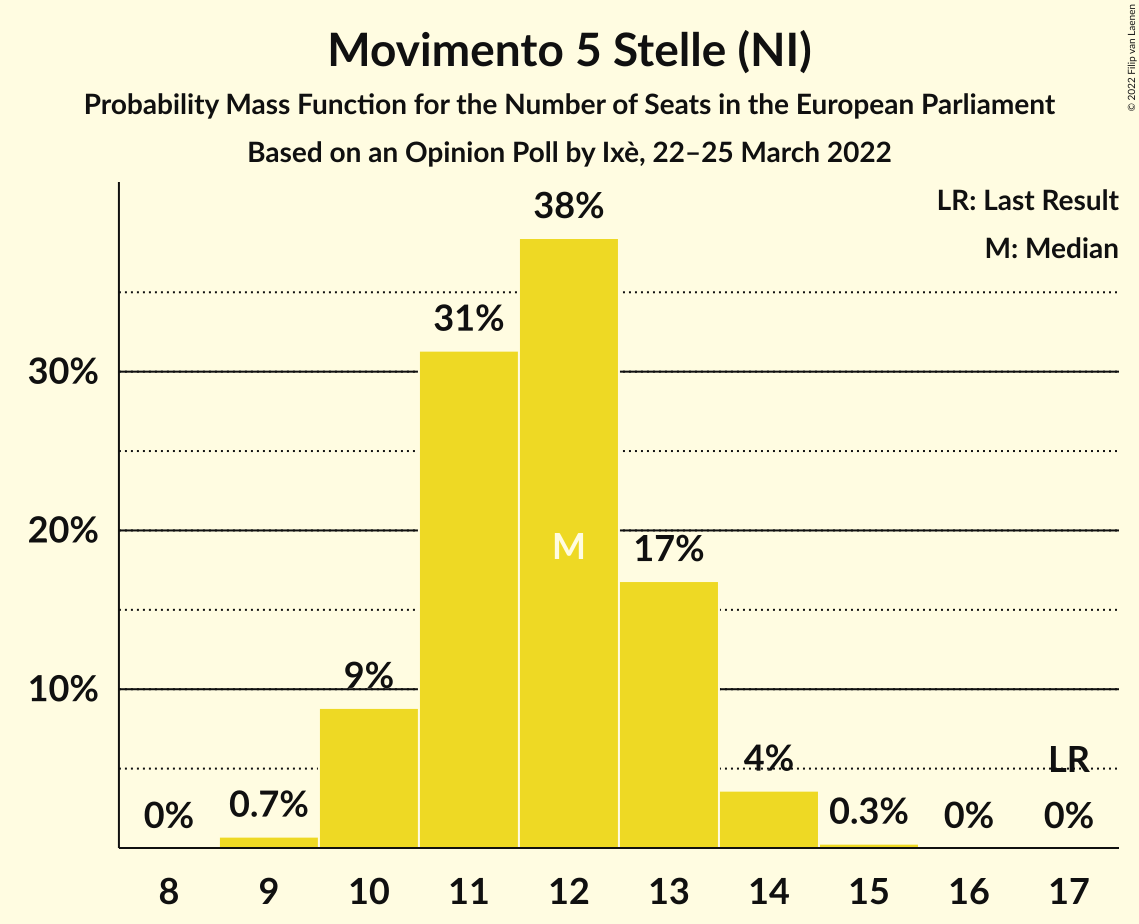 Movimento 5 Stelle (NI)
Probability Mass Function for the Number of Seats in the European Parliament
Based on an Opinion Poll by Ixè, 22–25 March 2022
© 2022 Filip van Laenen
LR: Last Result
M: Median
38%
31%
30%
20%
M
17%
10%
9%
4%
LR
0%
0.7%
0.3%
0%
0%
8 9 10 11 12 13 14 15 16 17